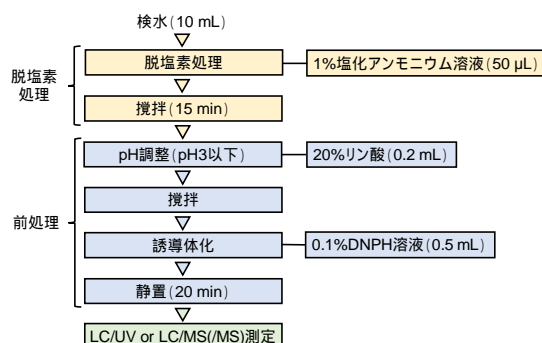 検水(10 mL)
脱塩素処理
1%塩化アンモニウム溶液(50 µL)
脱塩素
処理
撹拌(15 min)
pH調整(pH3以下)
20%リン酸(0.2 mL)
撹拌
前処理
誘導体化
0.1%DNPH溶液(0.5 mL)
静置(20 min)
LC/UV or LC/MS(/MS)測定